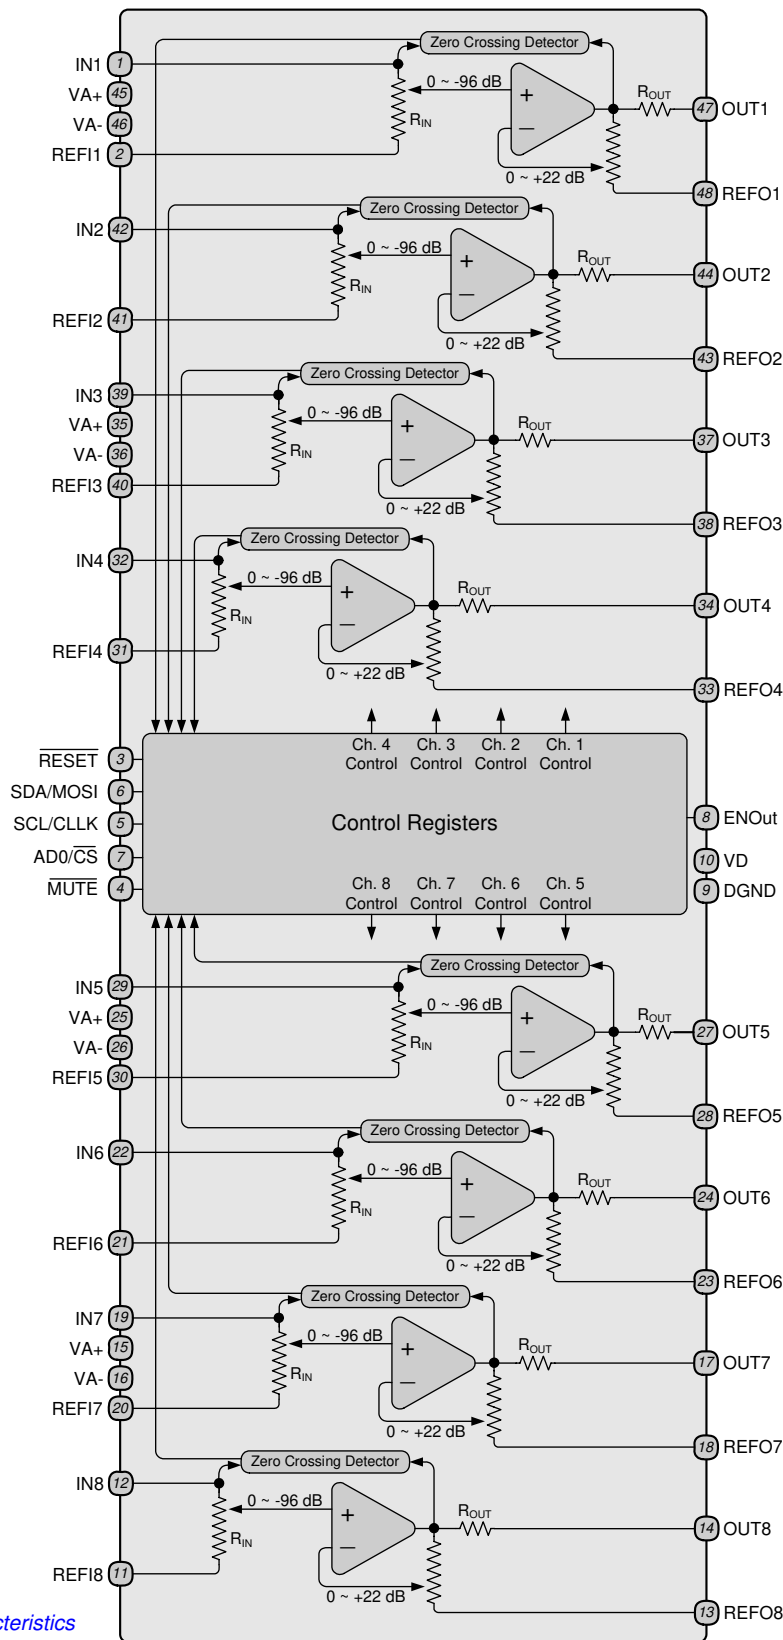 Zero Crossing Detector
IN1 1
0 ~ -96 dB
VA+ 45
+
ROUT
47 OUT1
VA- 46
RIN
–
REFI1 2
0 ~ +22 dB
48 REFO1
Zero Crossing Detector
IN2 42
0 ~ -96 dB
+
ROUT
44 OUT2
RIN
–
REFI2 41
0 ~ +22 dB
43 REFO2
Zero Crossing Detector
IN3 39
0 ~ -96 dB
VA+ 35
+
ROUT
37 OUT3
VA- 36
RIN
–
REFI3 40
0 ~ +22 dB
38 REFO3
Zero Crossing Detector
IN4 32
0 ~ -96 dB
+
ROUT
34 OUT4
RIN
–
REFI4 31
0 ~ +22 dB
33 REFO4
Ch. 4 Control
Ch. 3 Control
Ch. 2 Control
Ch. 1 Control
RESET 3
SDA/MOSI 6
SCL/CLLK 5
AD0/CS 7
MUTE 4
Control Registers
8 ENOut
10 VD
9 DGND
Ch. 8 Control
Ch. 7 Control
Ch. 6 Control
Ch. 5 Control
Zero Crossing Detector
IN5 29
0 ~ -96 dB
VA+ 25
+
ROUT
27 OUT5
VA- 26
RIN
–
REFI5 30
0 ~ +22 dB
28 REFO5
Zero Crossing Detector
IN6 22
0 ~ -96 dB
+
ROUT
24 OUT6
RIN
–
REFI6 21
0 ~ +22 dB
23 REFO6
Zero Crossing Detector
IN7 19
0 ~ -96 dB
VA+ 15
+
ROUT
17 OUT7
VA- 16
RIN
–
REFI7 20
0 ~ +22 dB
18 REFO7
Zero Crossing Detector
IN8 12
0 ~ -96 dB
+
ROUT
14 OUT8
RIN
–
REFI8 11
0 ~ +22 dB
13 REFO8
cteristics